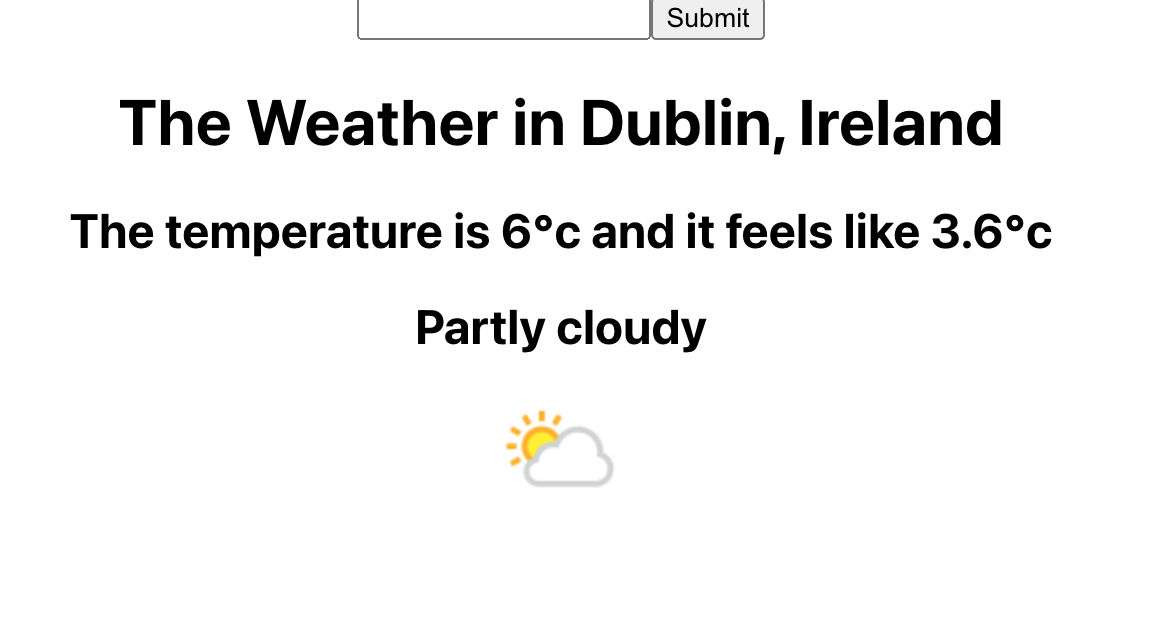 Submit
The Weather in Dublin, Ireland
The temperature is 6°c and it feels like 3.6°c
Partly cloudy